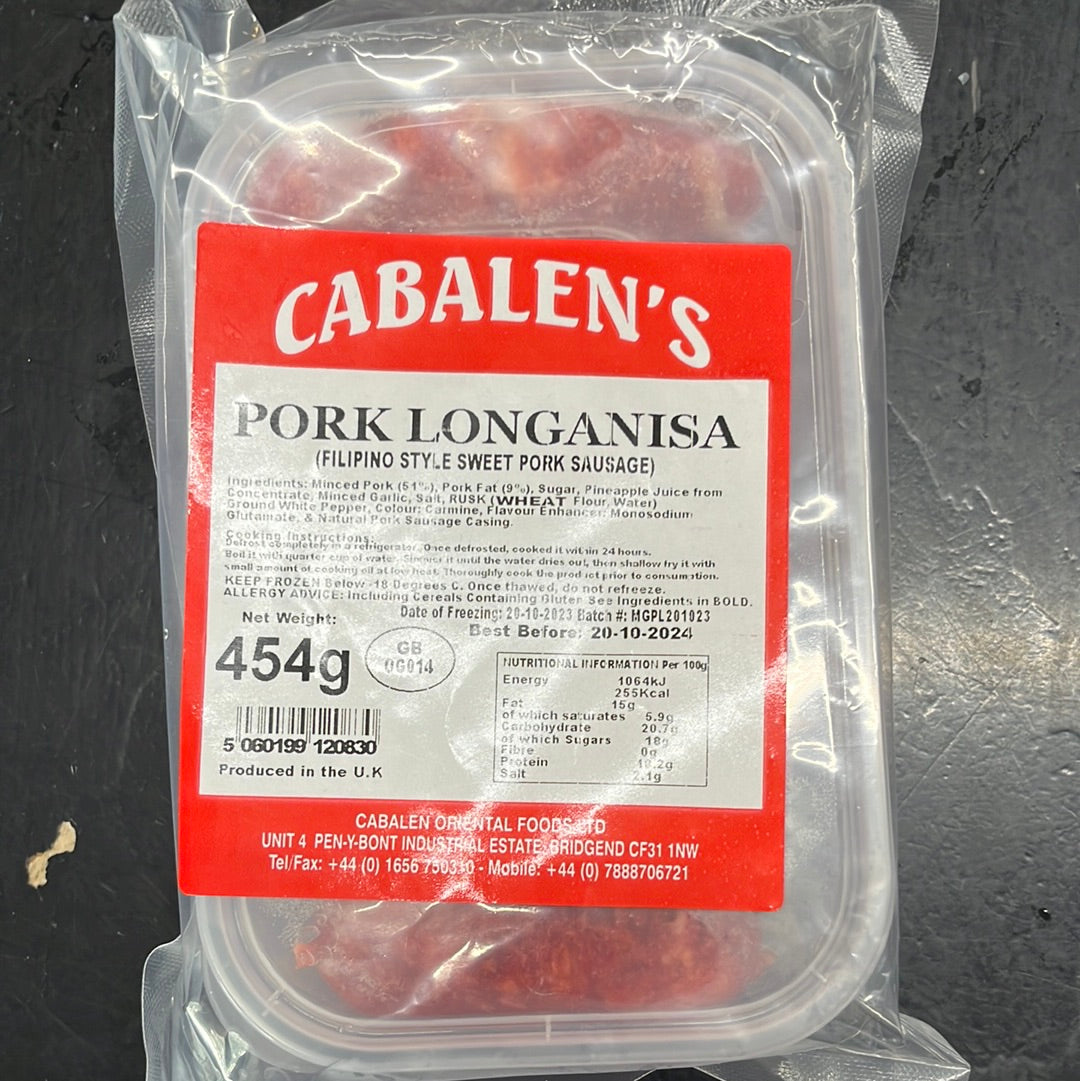 CABALEN'S
PORK LONGANISA
(FILIPINO STYLE SWEET PORK SAUSAGE)
Ingredients: Minced Pork (51%), Pork Fat (9%), Sugar, Pineapple Juice from
Concentrate, Minced Garlic, Salt, RUSK (WHEAT Flour, Water)
Ground White Pepper, Colour: Carmine, Flavour Enhancer: Monosodium
Glutamate, & Natural Pork Sausage Casing.
Cooking Instructions:
Defrost completely in a refrigerator. Once defrosted, cooked it within 24 hours.
Boil it with quarter cup of water. Simmer it until the water dries out, then shallow fry it with
small amount of cooking oil at low heat. Thoroughly cook the product prior to consumption.
KEEP FROZEN Below -18 Degrees C. Once thawed, do not refreeze.
ALLERGY ADVICE: Including Cereals Containing Gluten See Ingredients in BOLD.
Date of Freezing: 20-10-2023 Batch #: MGPL201023
Net Weight:
Best Before: 20-10-2024
454g
GB
OG014
NUTRITIONAL INFORMATION Per 100g
Energy 1064kJ
255Kcal
Fat 15g
of which saturates 5.9g
Carbohydrate 20.7g
of which Sugars 18g
Fibre 0g
Protein
Salt 2.1g
5 060199 120830
Produced in the U.K
CABALEN ORIENTAL FOODS LTD
UNIT 4 PEN-Y-BONT INDUSTRIAL ESTATE, BRIDGEND CF31 1NW
Tel/Fax: +44 (0) 1656 - Mobile: +44 (0) 7888706721